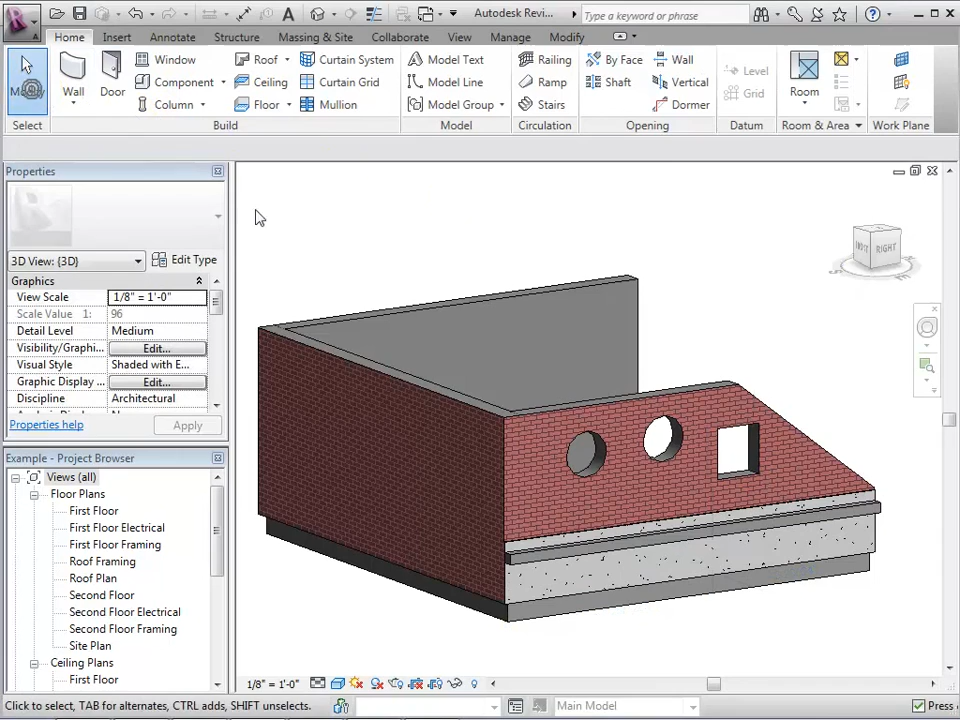 Autodesk Revi...
Type a keyword or phrase
Home Insert Annotate Structure Massing & Site Collaborate View Manage Modify
Modify
Select
Wall
Door
Window
Component
Column
Roof
Ceiling
Floor
Curtain System
Curtain Grid
Mullion
Build
Model Text
Model Line
Model Group
Model
Railing
Ramp
Stairs
Circulation
By Face
Shaft
Wall
Vertical
Dormer
Opening
Level
Grid
Datum
Room
Room & Area
Work Plane
Properties
3D View: {3D}
Edit Type
Graphics
View Scale 1/8" = 1'-0"
Scale Value 1: 96
Detail Level Medium
Visibility/Graphi... Edit...
Visual Style Shaded with E...
Graphic Display ... Edit...
Discipline Architectural
Properties help
Apply
Example - Project Browser
Views (all)
Floor Plans
First Floor
First Floor Electrical
First Floor Framing
Roof Framing
Roof Plan
Second Floor
Second Floor Electrical
Second Floor Framing
Site Plan
Ceiling Plans
First Floor
RIGHT
1/8" = 1'-0"
Click to select, TAB for alternates, CTRL adds, SHIFT unselects.
Main Model
Press